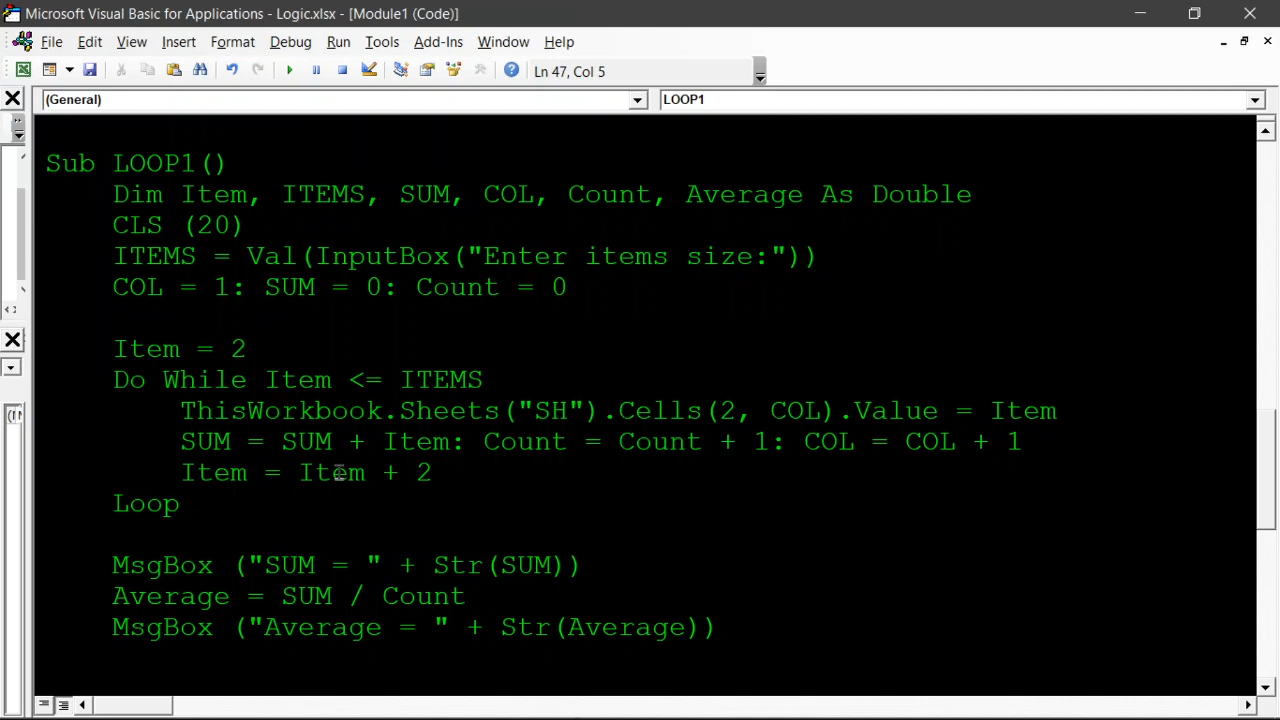 Microsoft Visual Basic for Applications - Logic.xlsx - [Module1 (Code)]
File Edit View Insert Format Debug Run Tools Add-Ins Window Help
Ln 47, Col 5
(General) LOOP1
Sub LOOP1()
Dim Item, ITEMS, SUM, COL, Count, Average As Double
CLS (20)
ITEMS = Val(InputBox("Enter items size:"))
COL = 1: SUM = 0: Count = 0
Item = 2
Do While Item <= ITEMS
ThisWorkbook.Sheets("SH").Cells(2, COL).Value = Item
SUM = SUM + Item: Count = Count + 1: COL = COL + 1
Item = Item + 2
Loop
MsgBox ("SUM = " + Str(SUM))
Average = SUM / Count
MsgBox ("Average = " + Str(Average))